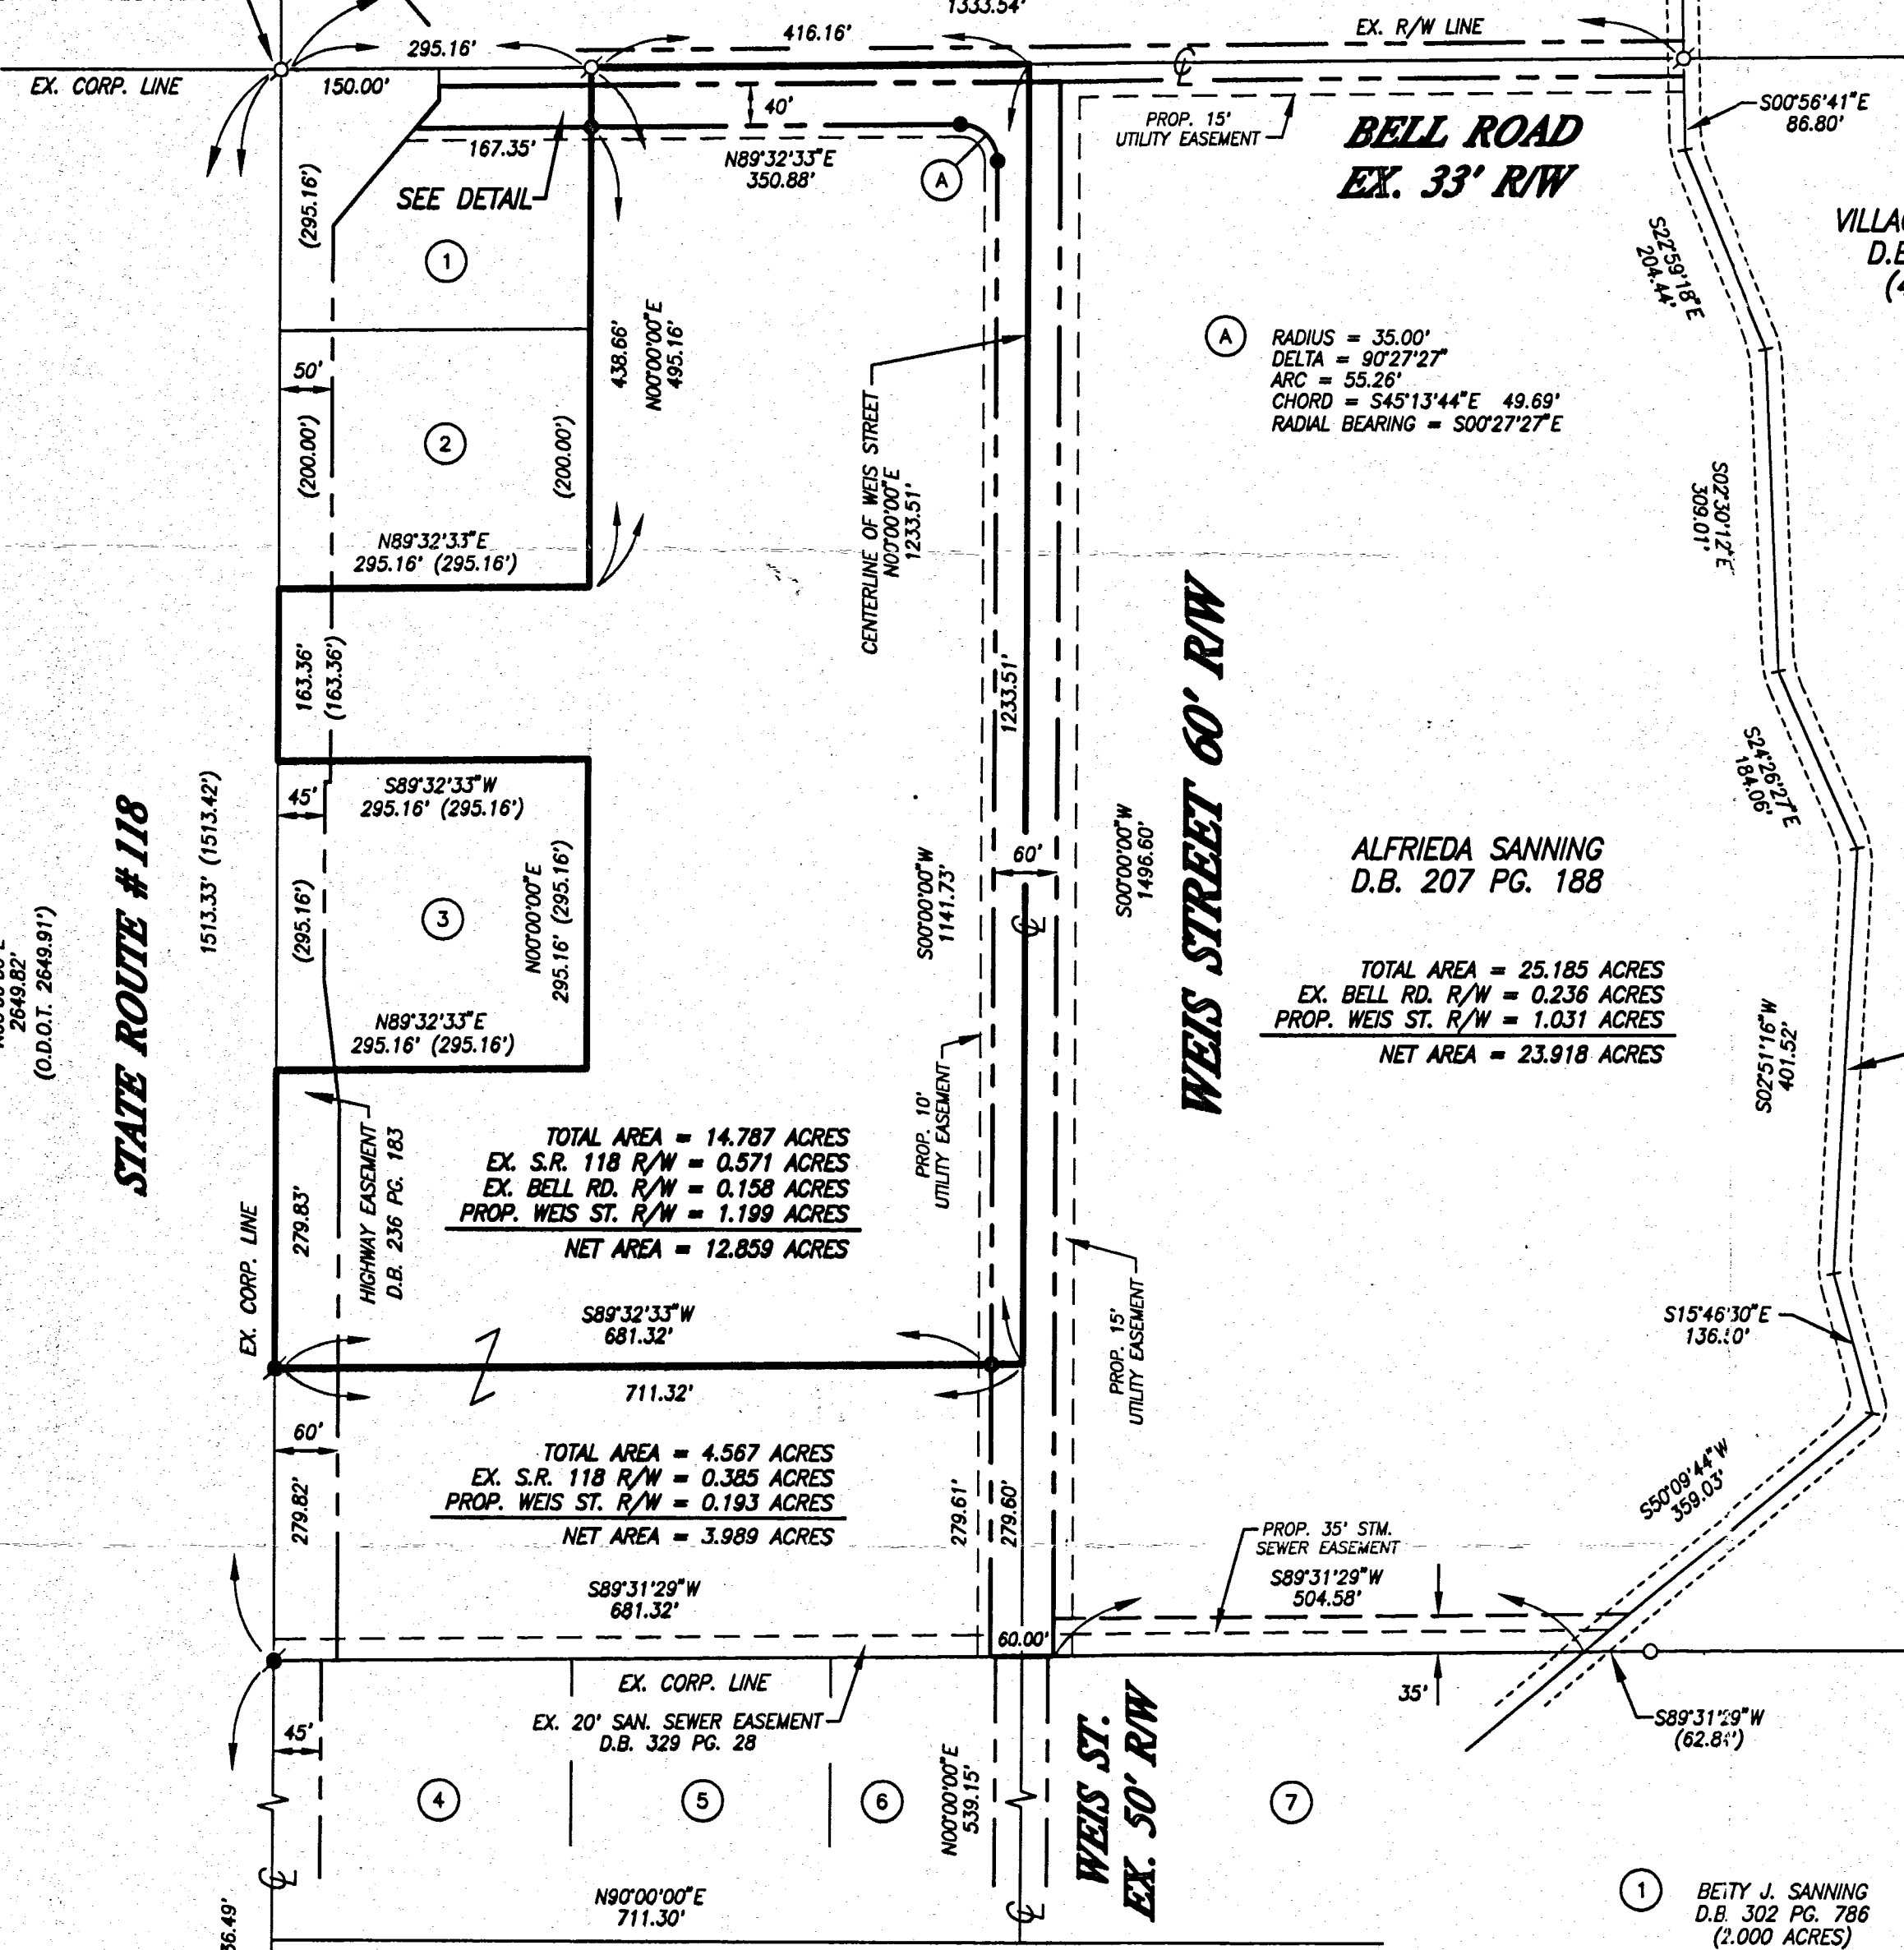 1333.54'
295.16'
416.16'
EX. R/W LINE
EX. CORP. LINE
150.00'
40'
PROP. 15'
UTILITY EASEMENT
BELL ROAD
EX. 33' R/W
S00°56'41"E
86.80'
167.35'
N89°32'33"E
350.88'
A
SEE DETAIL
(295.16')
1
S22°59'18"E
204.44'
438.66'
N00°00'00"E
495.16'
A
RADIUS = 35.00'
DELTA = 90°27'27"
ARC = 55.26'
CHORD = S45°13'44"E 49.69'
RADIAL BEARING = S00°27'27"E
50'
2
(200.00')
(200.00')
CENTERLINE OF WEIS STREET
N00°00'00"E
1233.51'
S02°30'12"E
309.01'
N89°32'33"E
295.16' (295.16')
163.36'
(163.36')
1233.51'
WEIS STREET 60' R/W
S24°26'27"E
184.06'
STATE ROUTE #118
1513.33' (1513.42')
2649.82'
(O.D.O.T. 2649.91')
45'
S89°32'33"W
295.16' (295.16')
(295.16')
3
N00°00'00"E
295.16' (295.16')
60'
S00°00'00"W
1141.73'
S00°00'00"W
1496.60'
ALFRIEDA SANNING
D.B. 207 PG. 188
TOTAL AREA = 25.185 ACRES
EX. BELL RD. R/W = 0.236 ACRES
PROP. WEIS ST. R/W = 1.031 ACRES
NET AREA = 23.918 ACRES
S02°51'16"W
401.52'
N89°32'33"E
295.16' (295.16')
HIGHWAY EASEMENT
D.B. 236 PG. 183
TOTAL AREA = 14.787 ACRES
EX. S.R. 118 R/W = 0.571 ACRES
EX. BELL RD. R/W = 0.158 ACRES
PROP. WEIS ST. R/W = 1.199 ACRES
NET AREA = 12.859 ACRES
PROP. 10'
UTILITY EASEMENT
EX. CORP. LINE
279.83'
S89°32'33"W
681.32'
711.32'
PROP. 15'
UTILITY EASEMENT
S15°46'30"E
60'
279.82'
TOTAL AREA = 4.567 ACRES
EX. S.R. 118 R/W = 0.385 ACRES
PROP. WEIS ST. R/W = 0.193 ACRES
NET AREA = 3.989 ACRES
279.61'
279.60'
S50°09'44"W
359.03'
PROP. 35' STM.
SEWER EASEMENT
S89°31'29"W
504.58'
S89°31'29"W
681.32'
60.00'
EX. CORP. LINE
EX. 20' SAN. SEWER EASEMENT
D.B. 329 PG. 28
45'
35'
S89°31'29"W
4
5
6
N00°00'00"E
539.15'
WEIS ST.
EX. 50' R/W
7
N90°00'00"E
711.30'
1
BETTY J. SANNING
D.B. 302 PG. 786
(2.000 ACRES)